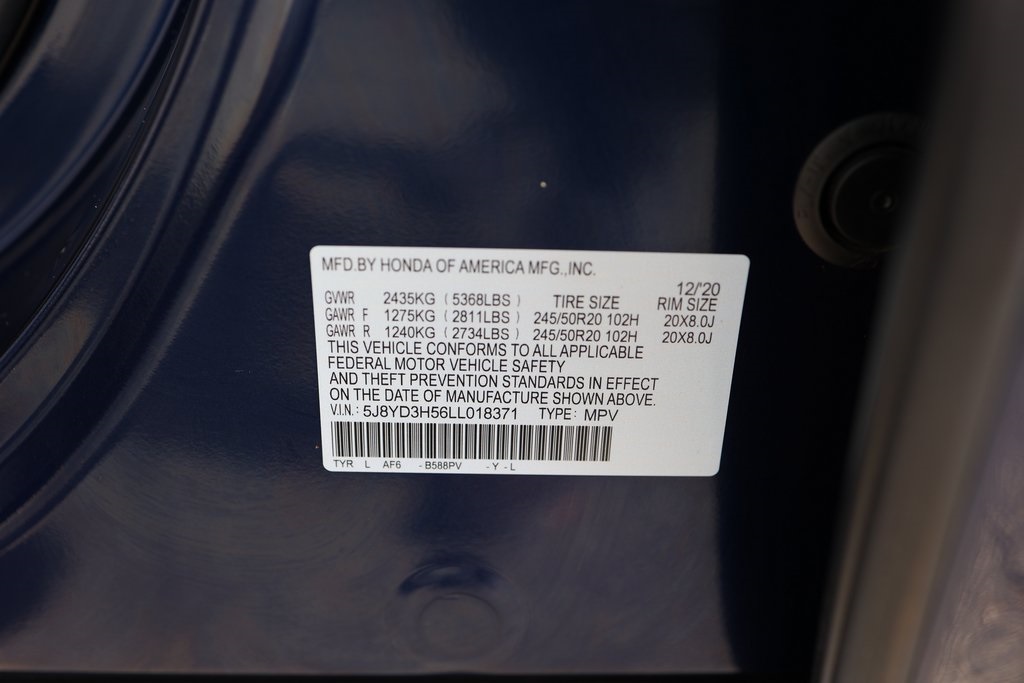 MFD.BY HONDA OF AMERICA MFG.,INC.
12/'20
GVWR 2435KG ( 5368LBS ) TIRE SIZE RIM SIZE
GAWR F 1275KG ( 2811LBS ) 245/50R20 102H 20X8.0J
GAWR R 1240KG ( 2734LBS ) 245/50R20 102H 20X8.0J
THIS VEHICLE CONFORMS TO ALL APPLICABLE
FEDERAL MOTOR VEHICLE SAFETY
AND THEFT PREVENTION STANDARDS IN EFFECT
ON THE DATE OF MANUFACTURE SHOWN ABOVE.
V.I.N.: 5J8YD3H56LL018371 TYPE: MPV
TYR L AF6 -B588PV -Y-L